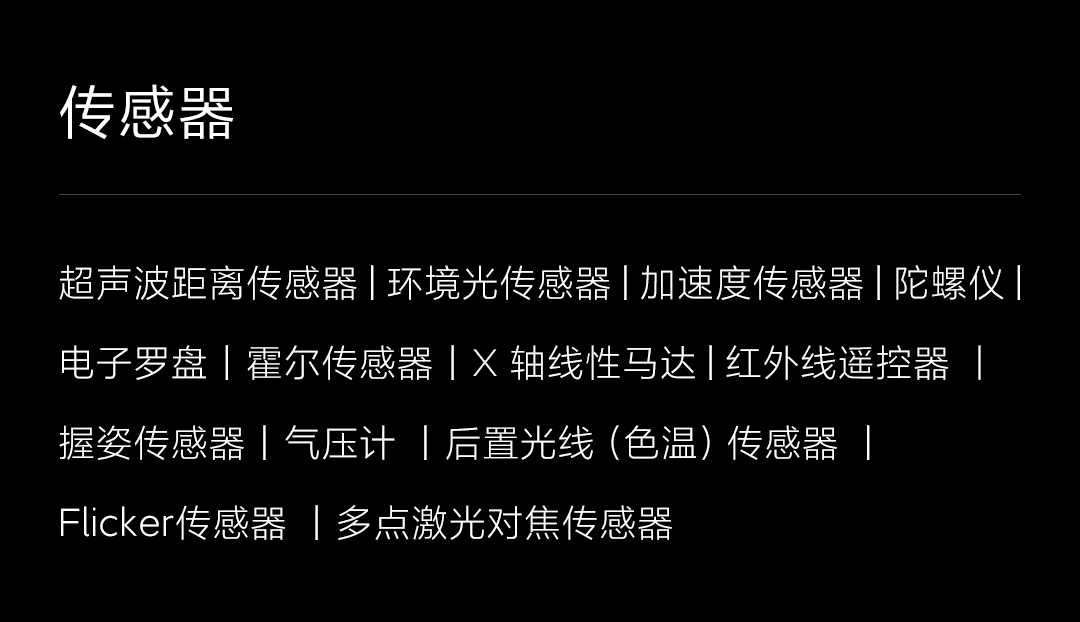 传感器
超声波距离传感器 | 环境光传感器 | 加速度传感器 | 陀螺仪 |
电子罗盘 | 霍尔传感器 | X 轴线性马达 | 红外线遥控器 |
握姿传感器 | 气压计 | 后置光线（色温）传感器 |
Flicker传感器 | 多点激光对焦传感器